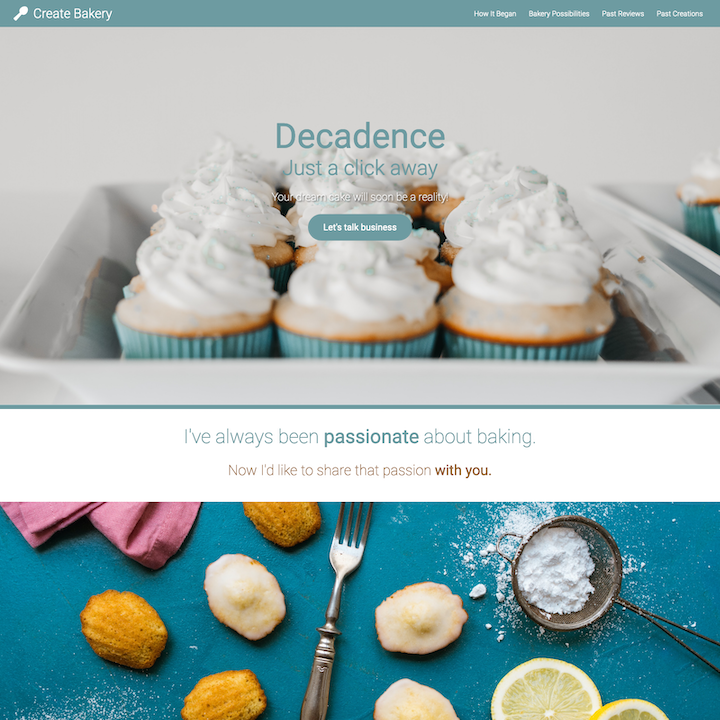 Create Bakery
How It Began Bakery Possibilities Past Reviews Past Creations
Decadence
Just a click away
Your dream cake will soon be a reality!
Let's talk business
I've always been passionate about baking.
Now I'd like to share that passion with you.